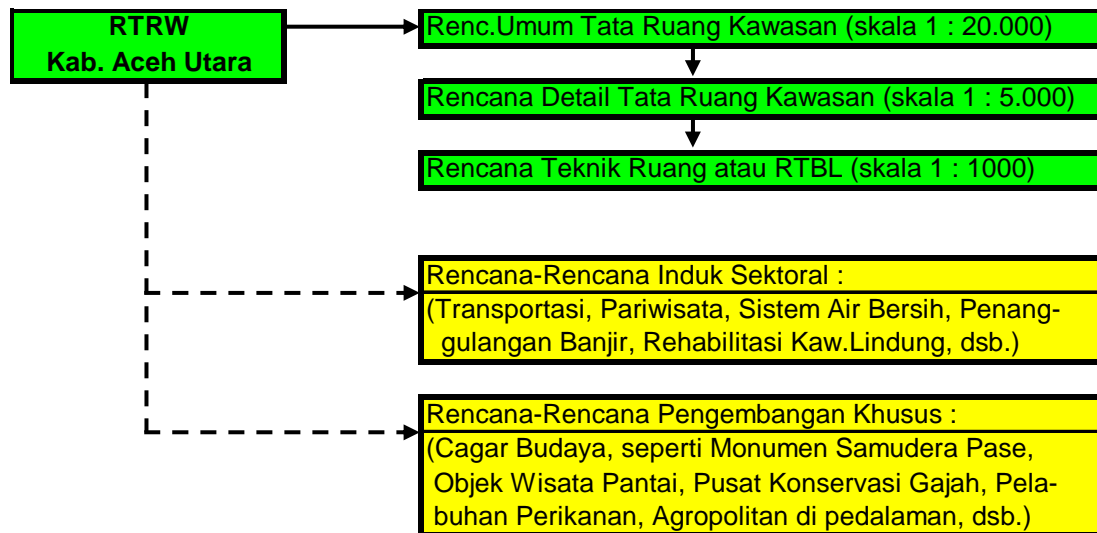 RTRW
Kab. Aceh Utara
Renc.Umum Tata Ruang Kawasan (skala 1 : 20.000)
Rencana Detail Tata Ruang Kawasan (skala 1 : 5.000)
Rencana Teknik Ruang atau RTBL (skala 1 : 1000)
Rencana-Rencana Induk Sektoral :
(Transportasi, Pariwisata, Sistem Air Bersih, Penang-
gulangan Banjir, Rehabilitasi Kaw.Lindung, dsb.)
Rencana-Rencana Pengembangan Khusus :
(Cagar Budaya, seperti Monumen Samudera Pase,
Objek Wisata Pantai, Pusat Konservasi Gajah, Pela-
buhan Perikanan, Agropolitan di pedalaman, dsb.)